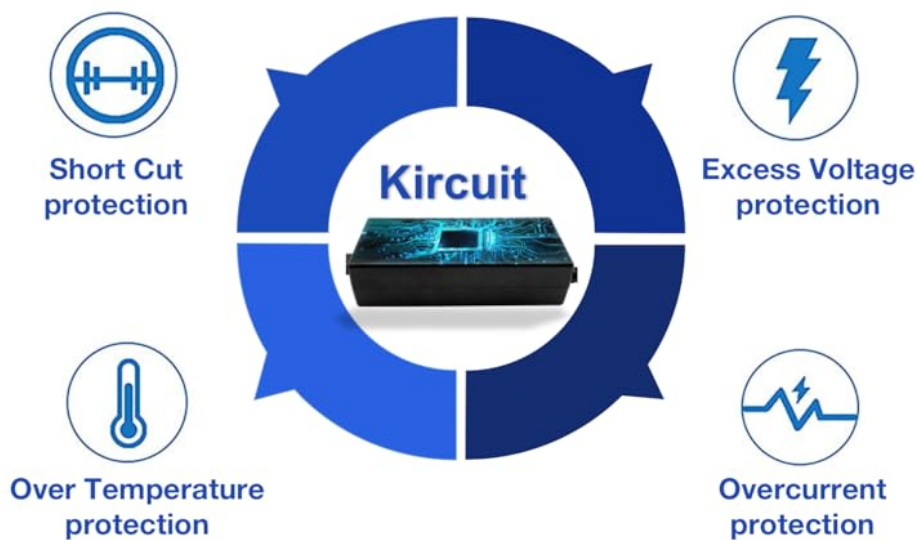 Short Cut
protection
Excess Voltage
protection
Kircuit
Over Temperature
protection
Overcurrent
protection